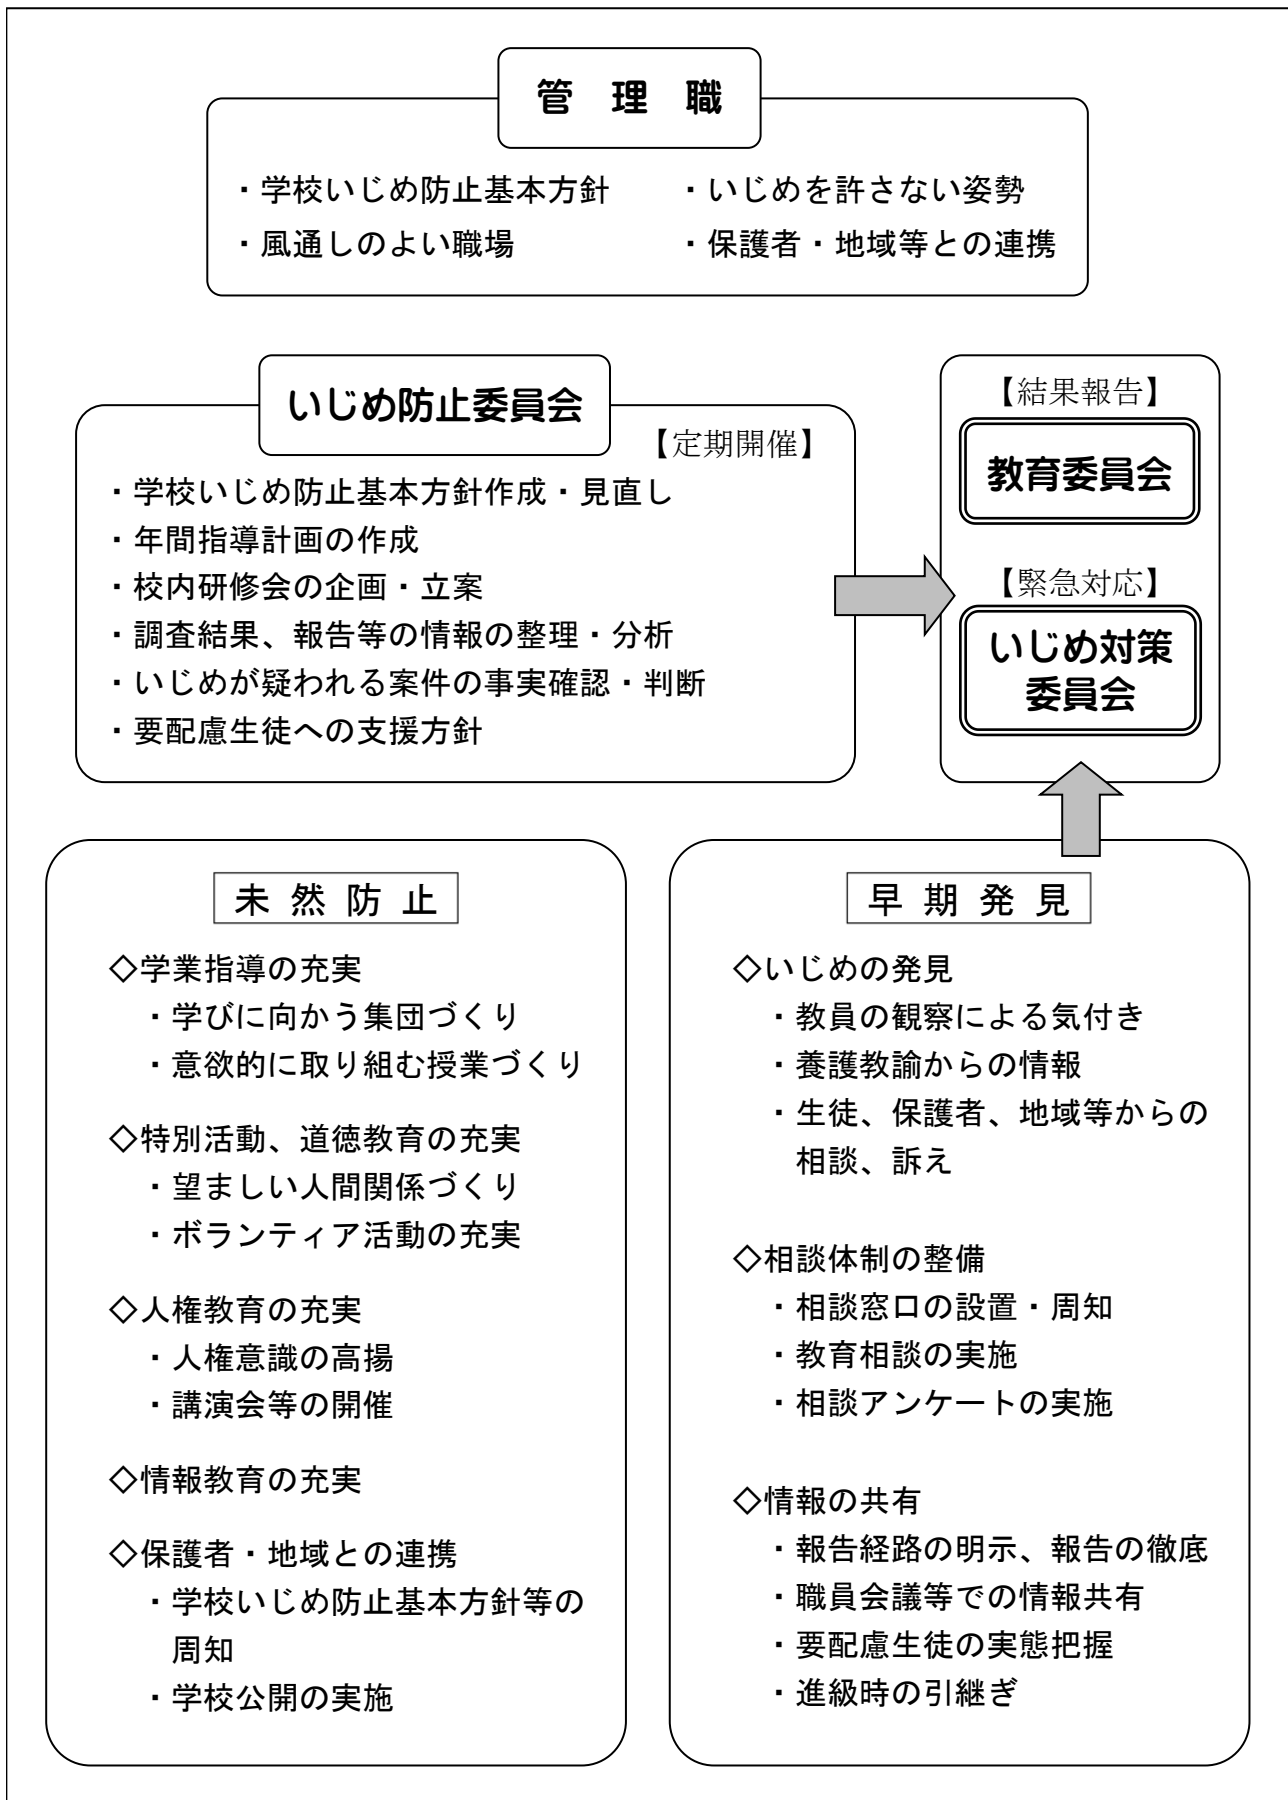 管　理　職
・学校いじめ防止基本方針　・いじめを許さない姿勢
・風通しのよい職場　・保護者・地域等との連携
いじめ防止委員会
【定期開催】
・学校いじめ防止基本方針作成・見直し
・年間指導計画の作成
・校内研修会の企画・立案
・調査結果、報告等の情報の整理・分析
・いじめが疑われる案件の事実確認・判断
・要配慮生徒への支援方針
【結果報告】
教育委員会
【緊急対応】
いじめ対策
委員会
未 然 防 止
◇学業指導の充実
・学びに向かう集団づくり
・意欲的に取り組む授業づくり
◇特別活動、道徳教育の充実
・望ましい人間関係づくり
・ボランティア活動の充実
◇人権教育の充実
・人権意識の高揚
・講演会等の開催
◇情報教育の充実
◇保護者・地域との連携
・学校いじめ防止基本方針等の
周知
・学校公開の実施
早 期 発 見
◇いじめの発見
・教員の観察による気付き
・養護教諭からの情報
・生徒、保護者、地域等からの
相談、訴え
◇相談体制の整備
・相談窓口の設置・周知
・教育相談の実施
・相談アンケートの実施
◇情報の共有
・報告経路の明示、報告の徹底
・職員会議等での情報共有
・要配慮生徒の実態把握
・進級時の引継ぎ